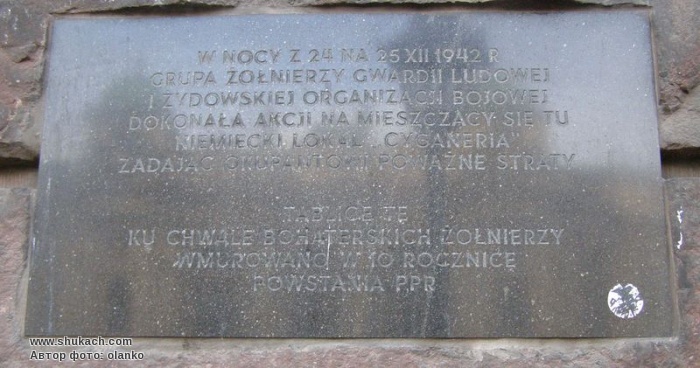 W NOCY Z 24 NA 25 XII 1942 R
GRUPA ŻOŁNIERZY GWARDII LUDOWEJ
I ŻYDOWSKIEJ ORGANIZACJI BOJOWEJ
DOKONAŁA AKCJI NA MIESZCZĄCY SIĘ TU
NIEMIECKI LOKAL „CYGANERIA"
ZADAJĄC OKUPANTOWI POWAŻNE STRATY
TABLICĘ TĘ
KU CHWALE BOHATERSKICH ŻOŁNIERZY
WMUROWANO W 10 ROCZNICĘ
POWSTANIA PPR
www.shukach.com
Автор фото: olanko